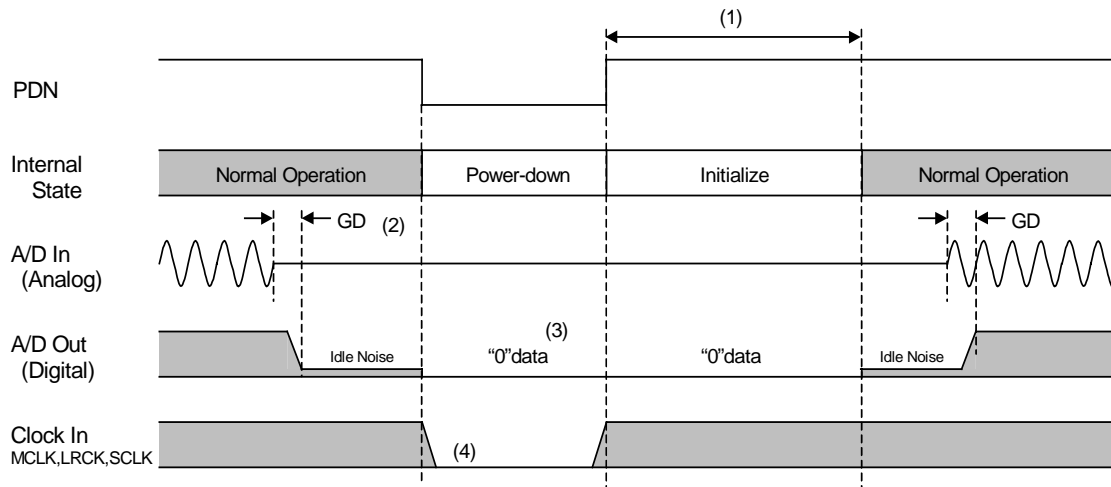 (1)
PDN
Internal
State
Normal Operation
Power-down
Initialize
Normal Operation
GD
(2)
GD
A/D In
(Analog)
A/D Out
(Digital)
Idle Noise
“0”data
(3)
“0”data
Idle Noise
Clock In
MCLK,LRCK,SCLK
(4)